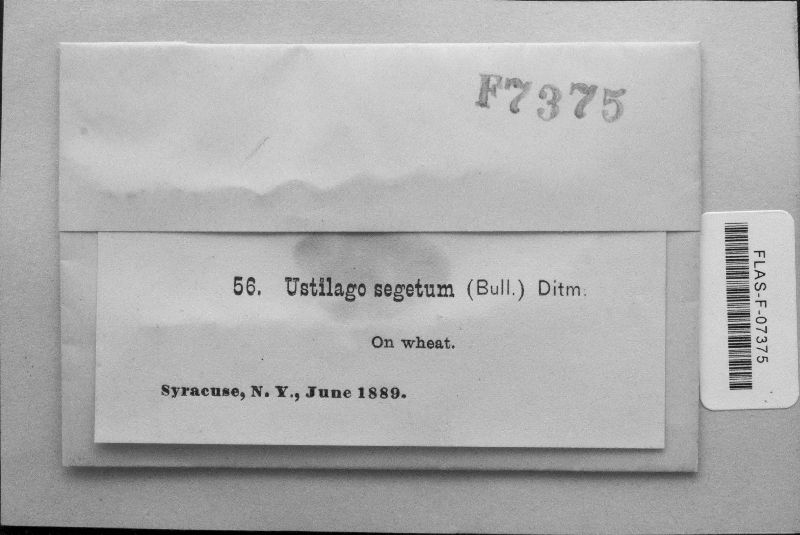 F7375
56. Ustilago segetum (Bull.) Ditm.
On wheat.
Syracuse, N. Y., June 1889.
FLAS-F-07375